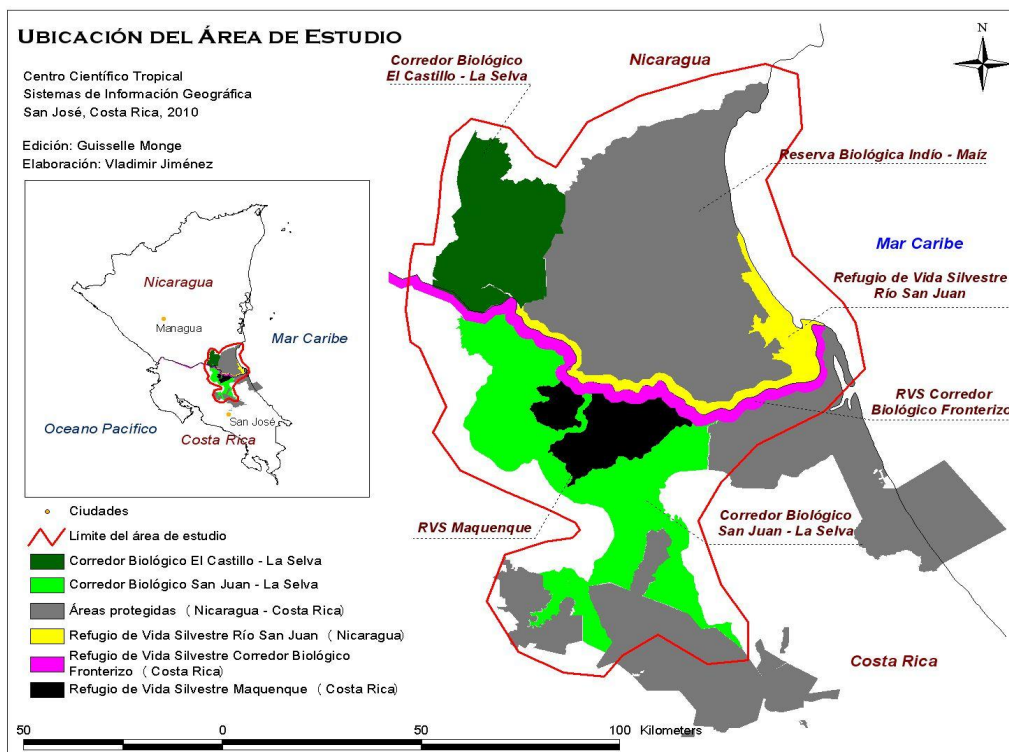 UBICACIÓN DEL ÁREA DE ESTUDIO
Centro Científico Tropical
Sistemas de Información Geográfica
San José, Costa Rica, 2010
Edición: Guisselle Monge
Elaboración: Vladimir Jiménez
Nicaragua
Managua
Mar Caribe
San José
Oceano Pacifico
Costa Rica
Ciudades
Límite del área de estudio
Corredor Biológico El Castillo - La Selva
Corredor Biológico San Juan - La Selva
Áreas protegidas ( Nicaragua - Costa Rica)
Refugio de Vida Silvestre Río San Juan ( Nicaragua)
Refugio de Vida Silvestre Corredor Biológico
Fronterizo ( Costa Rica)
Refugio de Vida Silvestre Maquenque ( Costa Rica)
Corredor Biológico
El Castillo - La Selva
Nicaragua
N
Reserva Biológica Indío - Maíz
Mar Caribe
Refugio de Vida Silvestre
Río San Juan
RVS Corredor
Biológico Fronterizo
RVS Maquenque
Corredor Biológico
San Juan - La Selva
Costa Rica
50 0 50 100 Kilometers